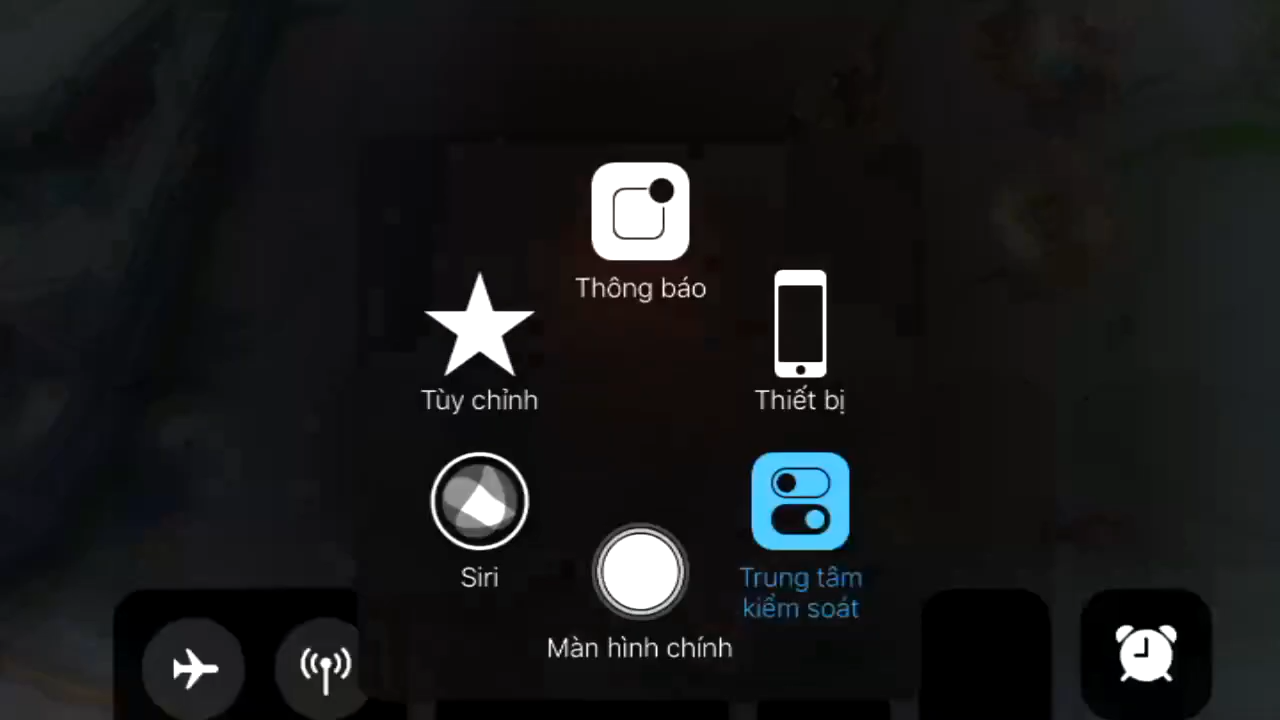 Thông báo
Tùy chỉnh
Thiết bị
Siri
Trung tâm
kiểm soát
Màn hình chính